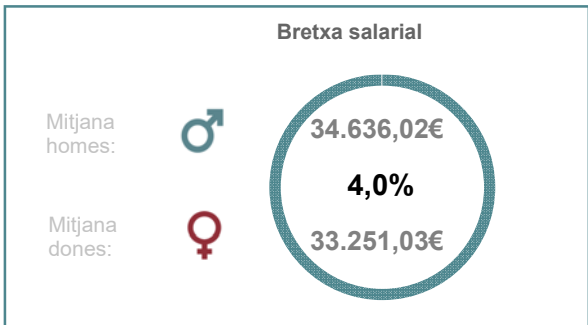 Bretxa salarial
Mitjana
homes:
34.636,02€
4,0%
Mitjana
dones:
33.251,03€